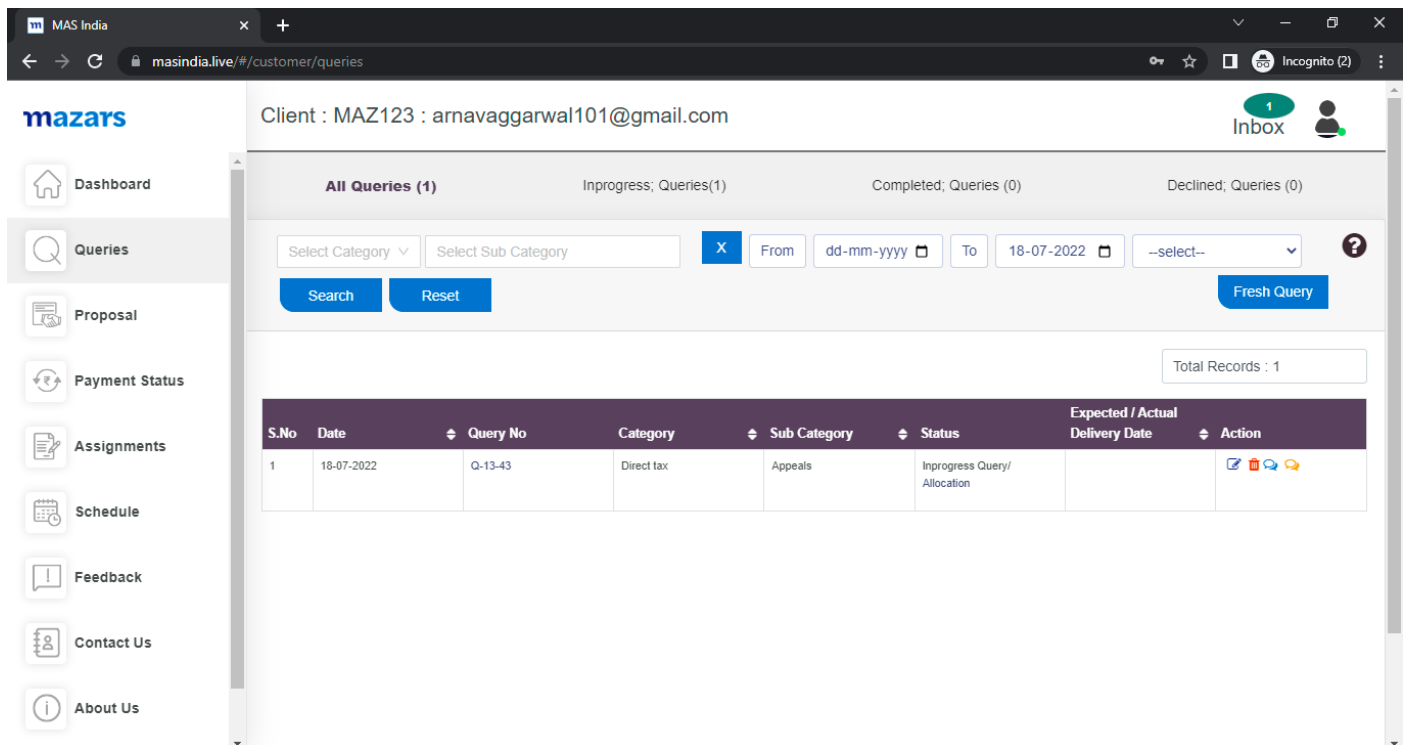 MAS India
masindia.live/#/customer/queries
Incognito (2)
mazars
Client : MAZ123 : arnavaggarwal101@gmail.com
1
Inbox
Dashboard
Queries
Proposal
Payment Status
Assignments
Schedule
Feedback
Contact Us
About Us
All Queries (1) Inprogress; Queries(1) Completed; Queries (0) Declined; Queries (0)
Select Category Select Sub Category X From dd-mm-yyyy To 18-07-2022 --select--
Search Reset Fresh Query
Total Records : 1
S.No Date Query No Category Sub Category Status Expected / Actual Delivery Date Action
1 18-07-2022 Q-13-43 Direct tax Appeals Inprogress Query/
Allocation